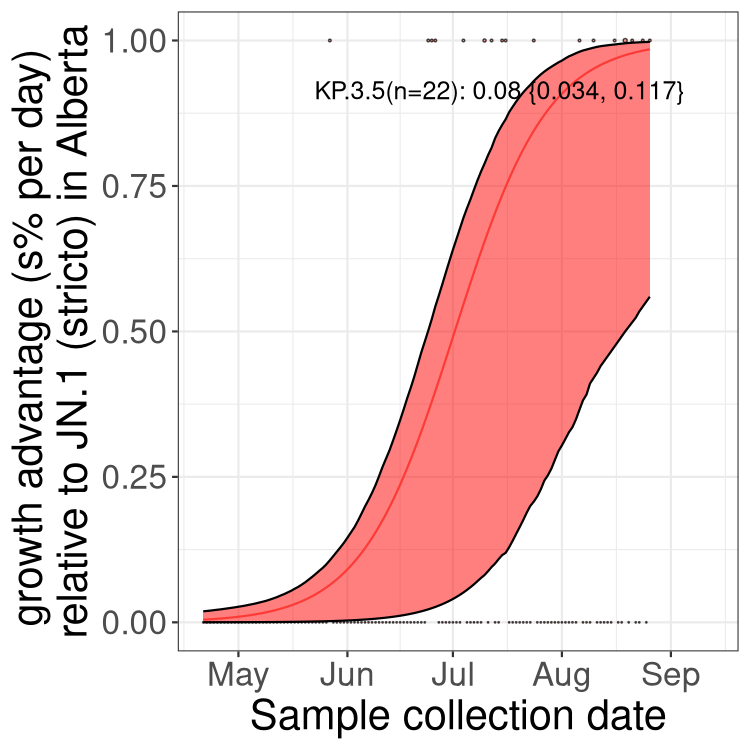 growth advantage (s% per day)
relative to JN.1 (stricto) in Alberta
1.00
0.75
0.50
0.25
0.00
KP.3.5(n=22): 0.08 {0.034, 0.117}
May Jun Jul Aug Sep
Sample collection date